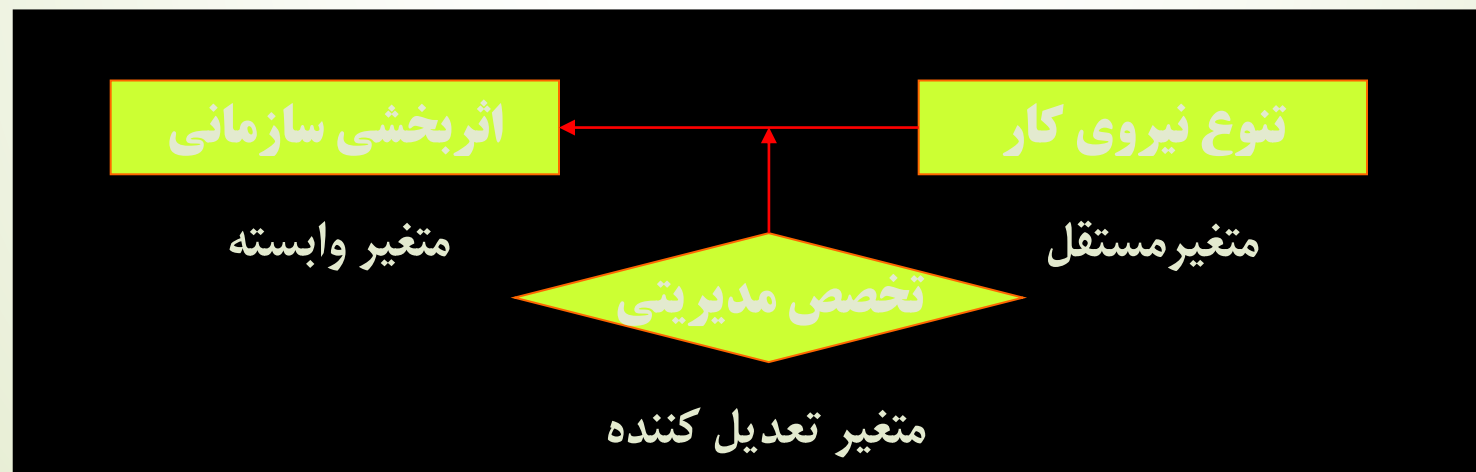 تنوع نیروی کار
اثربخشی سازمانی
متغیرمستقل
متغیر وابسته
تخصص مدیریتی
متغیر تعدیل کننده